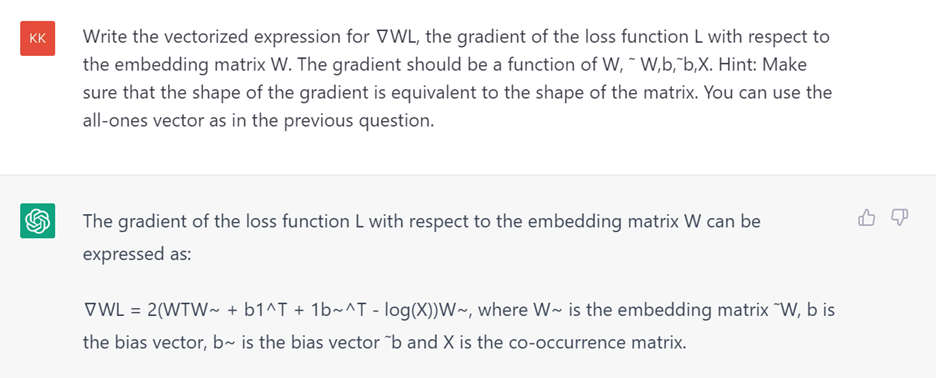 KK
Write the vectorized expression for ∇WL, the gradient of the loss function L with respect to
the embedding matrix W. The gradient should be a function of W, ˜ W,b,˜b,X. Hint: Make
sure that the shape of the gradient is equivalent to the shape of the matrix. You can use the
all-ones vector as in the previous question.
The gradient of the loss function L with respect to the embedding matrix W can be
expressed as:
∇WL = 2(WTW~ + b1^T + 1b~^T - log(X))W~, where W~ is the embedding matrix ˜W, b is
the bias vector, b~ is the bias vector ˜b and X is the co-occurrence matrix.